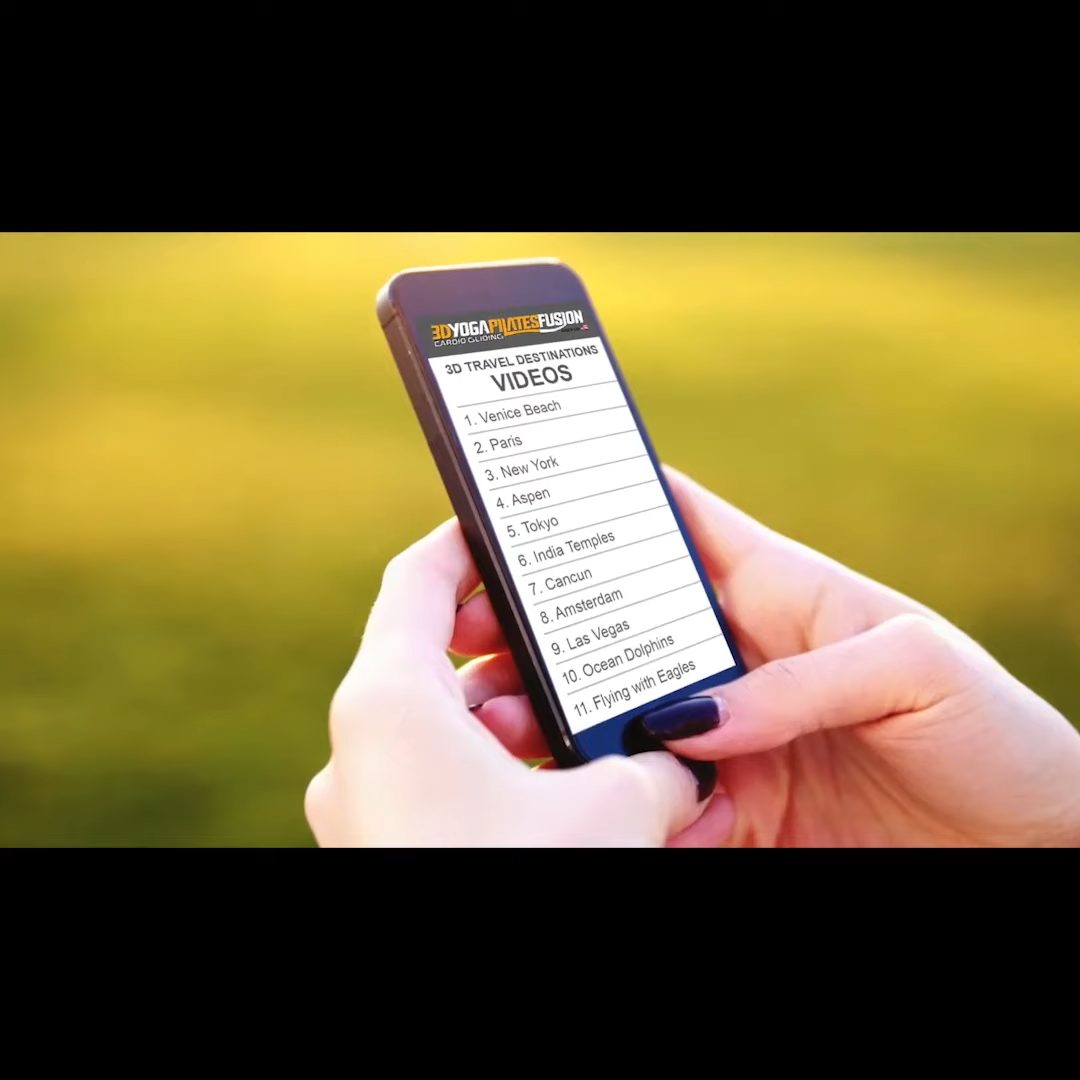 3DYOGAPILATESFUSION
CARDIO GLIDING
3D TRAVEL DESTINATIONS
VIDEOS
1. Venice Beach
2. Paris
3. New York
4. Aspen
5. Tokyo
6. India Temples
7. Cancun
8. Amsterdam
9. Las Vegas
10. Ocean Dolphins
11. Flying with Eagles